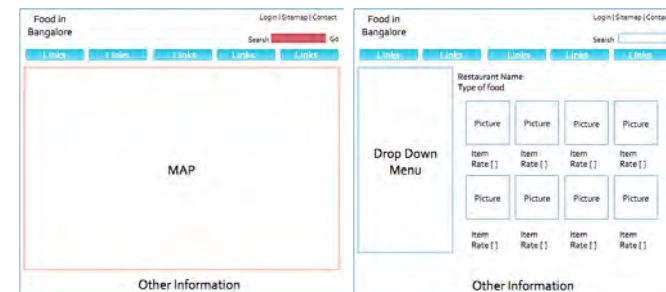 Food in
Bangalore
Login | Sitemap | Contact
Search
Go
Links Links Links Links Links
MAP
Other Information
Food in
Bangalore
Login | Sitemap | Contact
Search
Links Links Links Links Links
Restaurant Name
Type of food
Drop Down
Menu
Picture Picture Picture Picture
Item Item Item Item
Rate [ ] Rate [ ] Rate [ ] Rate [ ]
Picture Picture Picture Picture
Item Item Item Item
Rate [ ] Rate [ ] Rate [ ] Rate [ ]
Other Information